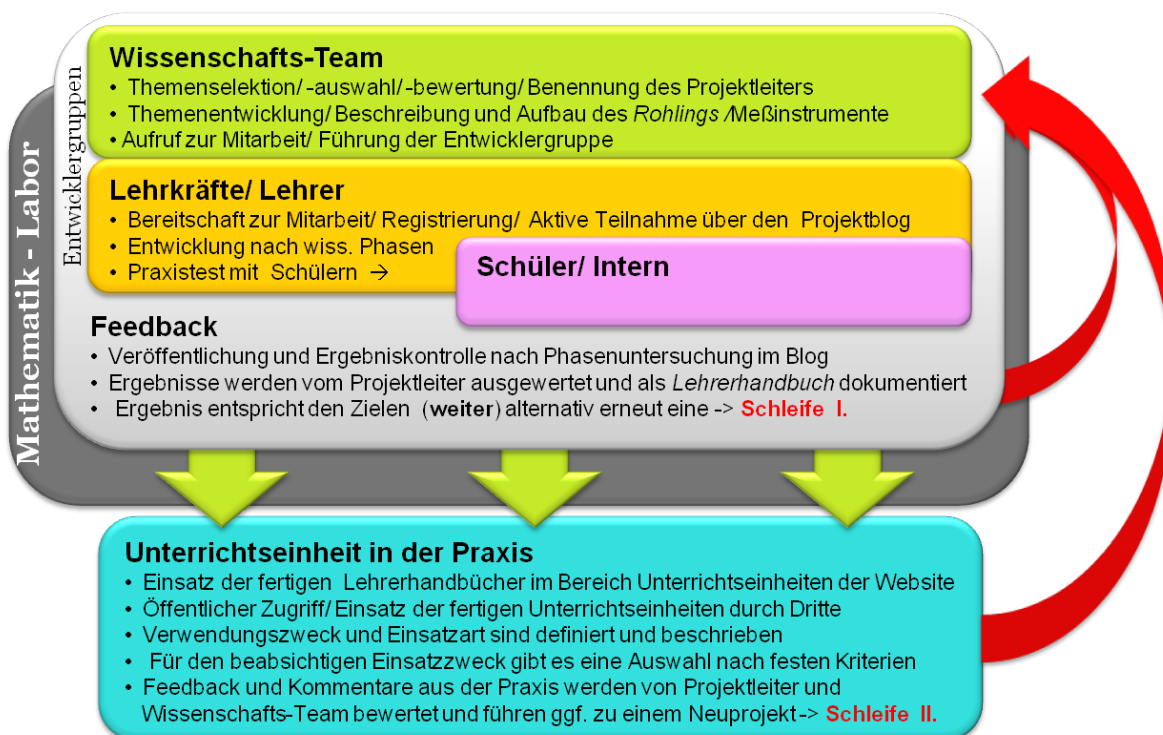 Mathematik - Labor
Entwicklergruppen
Wissenschafts-Team
• Themenselektion/ -auswahl/ -bewertung/ Benennung des Projektleiters
• Themenentwicklung/ Beschreibung und Aufbau des Rohlings /Meßinstrumente
• Aufruf zur Mitarbeit/ Führung der Entwicklergruppe
Lehrkräfte/ Lehrer
• Bereitschaft zur Mitarbeit/ Registrierung/ Aktive Teilnahme über den Projektblog
• Entwicklung nach wiss. Phasen
• Praxistest mit Schülern →
Schüler/ Intern
Feedback
• Veröffentlichung und Ergebniskontrolle nach Phasenuntersuchung im Blog
• Ergebnisse werden vom Projektleiter ausgewertet und als Lehrerhandbuch dokumentiert
• Ergebnis entspricht den Zielen (weiter) alternativ erneut eine -> Schleife I.
Unterrichtseinheit in der Praxis
• Einsatz der fertigen Lehrerhandbücher im Bereich Unterrichtseinheiten der Website
• Öffentlicher Zugriff/ Einsatz der fertigen Unterrichtseinheiten durch Dritte
• Verwendungszweck und Einsatzart sind definiert und beschrieben
• Für den beabsichtigen Einsatzzweck gibt es eine Auswahl nach festen Kriterien
• Feedback und Kommentare aus der Praxis werden von Projektleiter und
Wissenschafts-Team bewertet und führen ggf. zu einem Neuprojekt-> Schleife II.